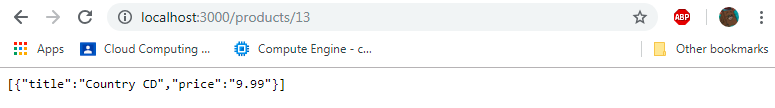 localhost:3000/products/13
ABP
Apps Cloud Computing ... Compute Engine - c... Other bookmarks
[{"title":"Country CD","price":"9.99"}]